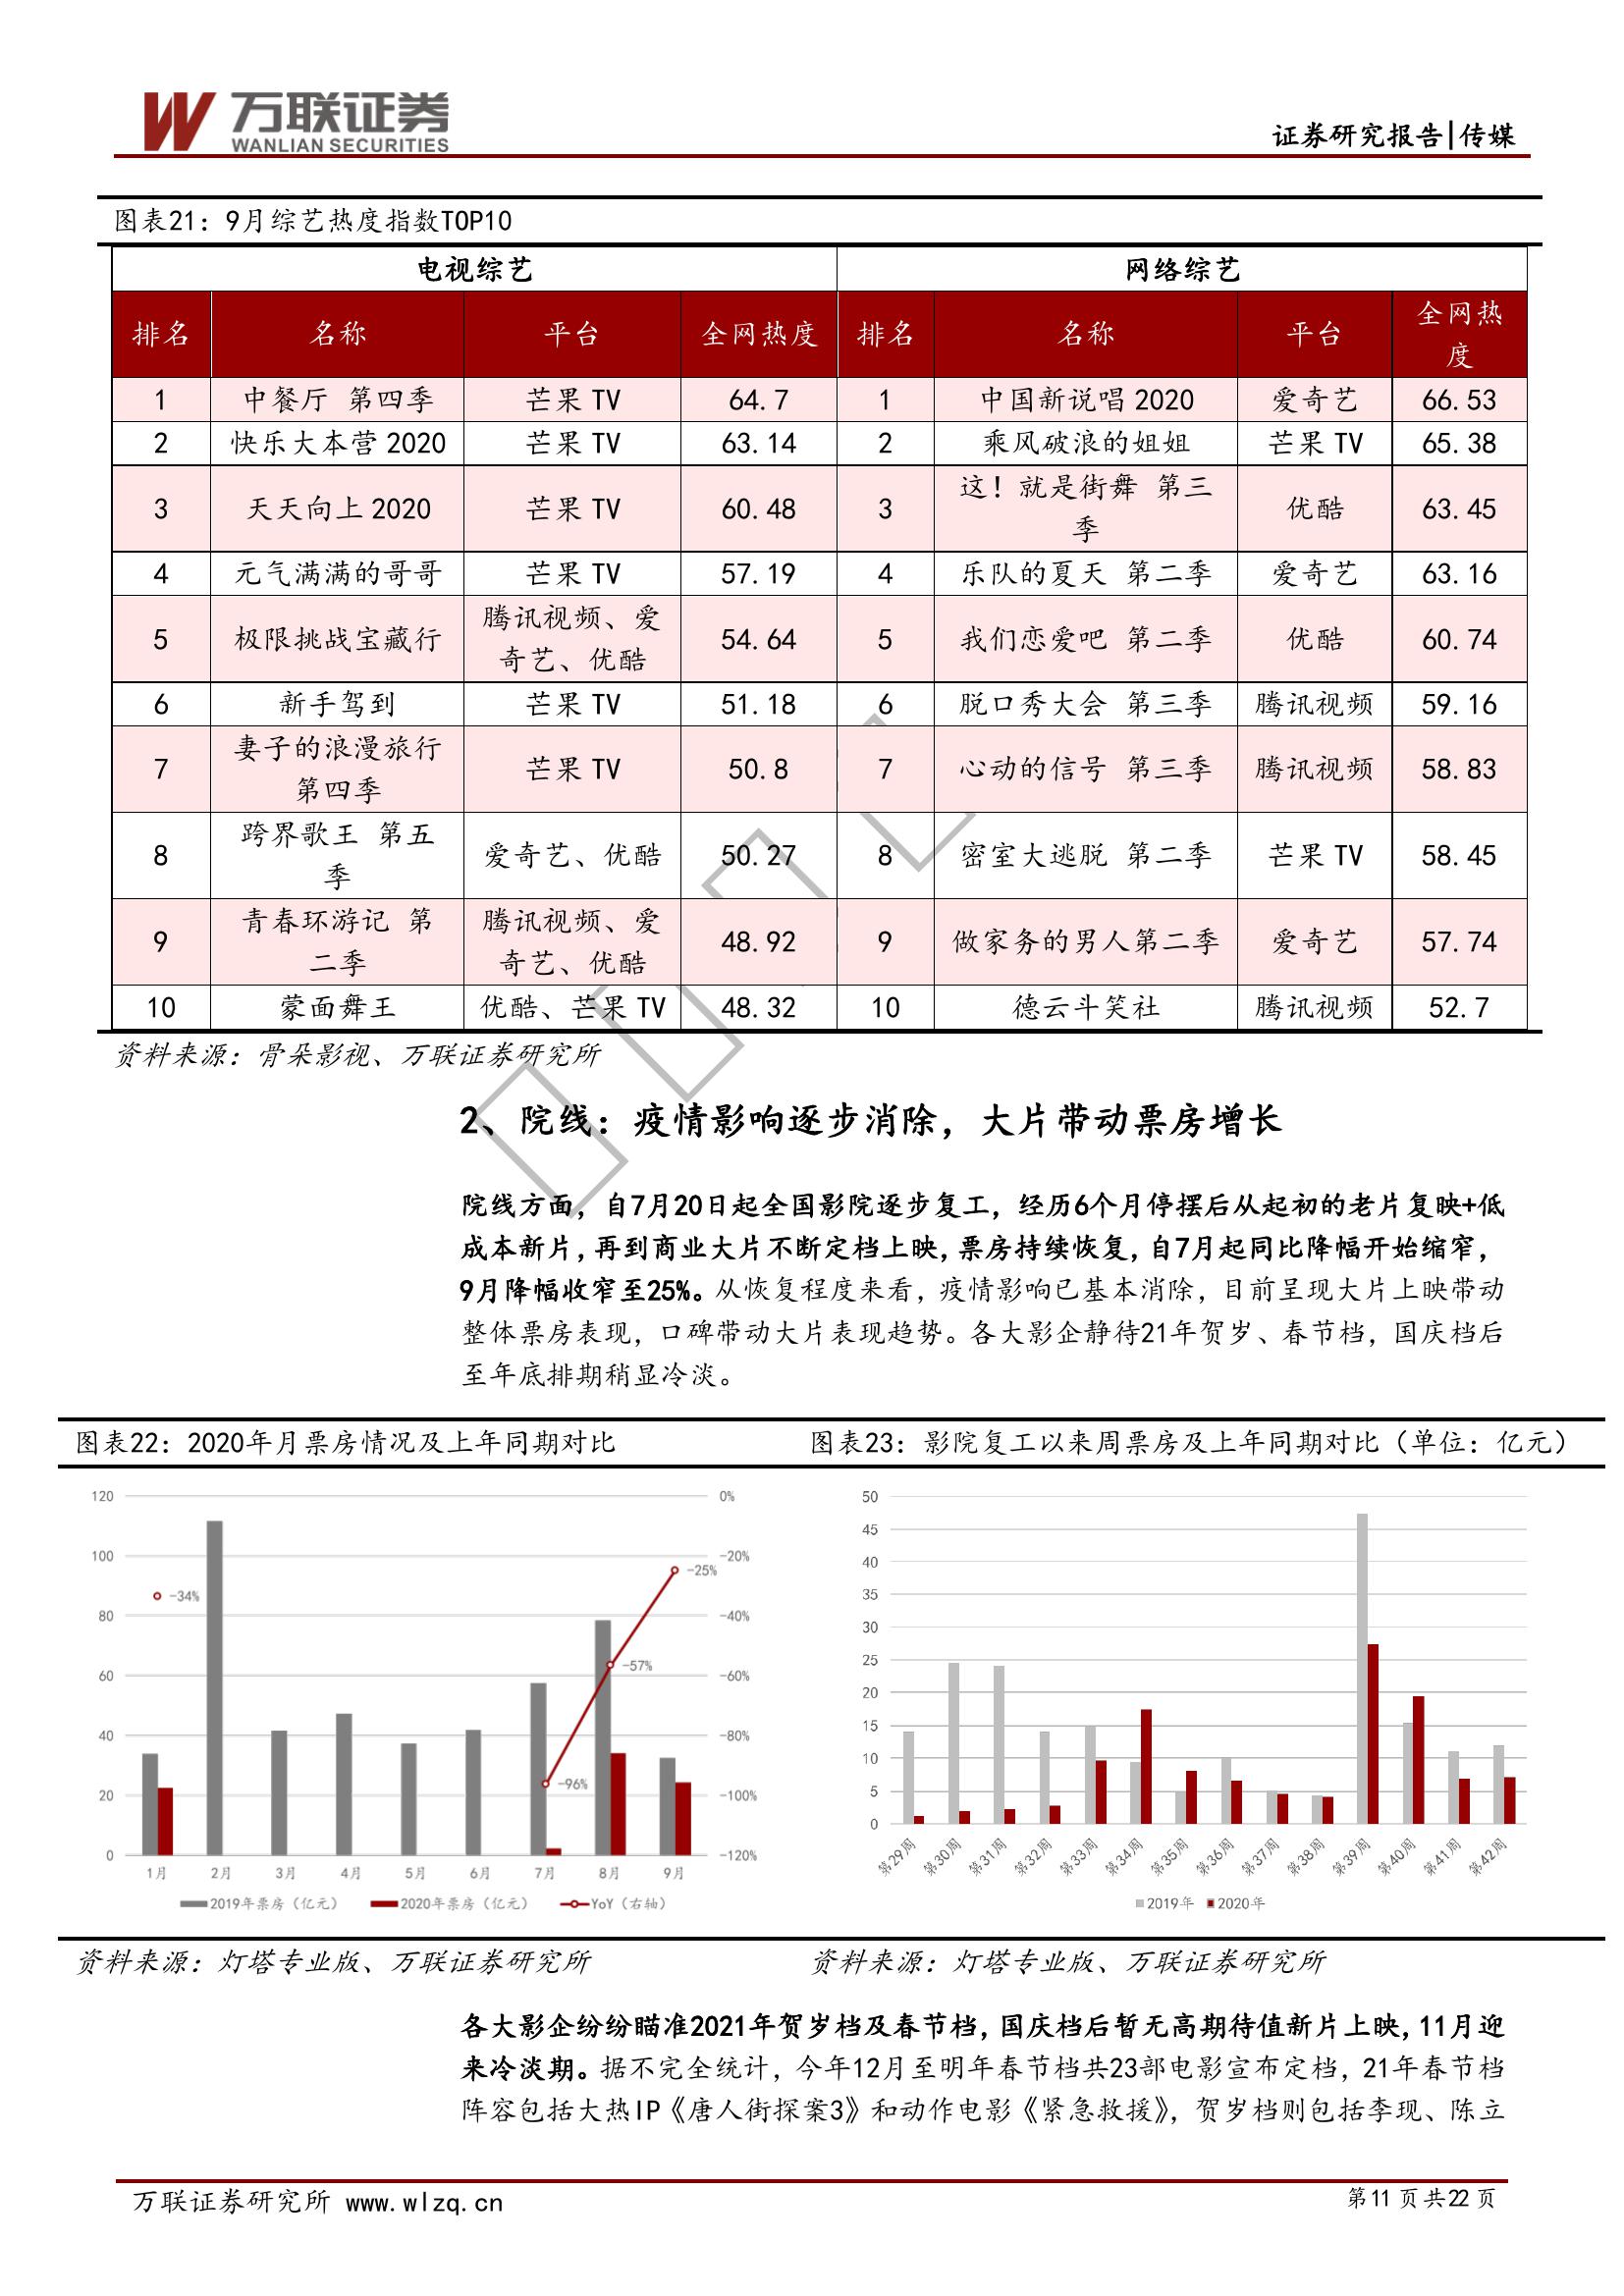 万联证券
WANLIAN SECURITIES
证券研究报告|传媒
图表21：9月综艺热度指数TOP10
电视综艺 网络综艺
排名 名称 平台 全网热度 排名 名称 平台 全网热
度
1 中餐厅 第四季 芒果TV 64.7 1 中国新说唱2020 爱奇艺 66.53
2 快乐大本营2020 芒果TV 63.14 2 乘风破浪的姐姐 芒果TV 65.38
3 天天向上2020 芒果TV 60.48 3 这！就是街舞 第三
季 优酷 63.45
4 元气满满的哥哥 芒果TV 57.19 4 乐队的夏天 第二季 爱奇艺 63.16
5 极限挑战宝藏行 腾讯视频、爱
奇艺、优酷 54.64 5 我们恋爱吧 第二季 优酷 60.74
6 新手驾到 芒果TV 51.18 6 脱口秀大会 第三季 腾讯视频 59.16
7 妻子的浪漫旅行
第四季 芒果TV 50.8 7 心动的信号 第三季 腾讯视频 58.83
8 跨界歌王 第五
季 爱奇艺、优酷 50.27 8 密室大逃脱 第二季 芒果TV 58.45
9 青春环游记 第
二季 腾讯视频、爱
奇艺、优酷 48.92 9 做家务的男人第二季 爱奇艺 57.74
10 蒙面舞王 优酷、芒果TV 48.32 10 德云斗笑社 腾讯视频 52.7
资料来源：骨朵影视、万联证券研究所
2、院线：疫情影响逐步消除，大片带动票房增长
院线方面，自7月20日起全国影院逐步复工，经历6个月停摆后从起初的老片复映+低
成本新片，再到商业大片不断定档上映，票房持续恢复，自7月起同比降幅开始缩窄，
9月降幅收窄至25%。从恢复程度来看，疫情影响已基本消除，目前呈现大片上映带动
整体票房表现，口碑带动大片表现趋势。各大影企静待21年贺岁、春节档，国庆档后
至年底排期稍显冷淡。
图表22：2020年月票房情况及上年同期对比
120
100
80
60
40
20
0
0%
-20%
-40%
-60%
-80%
-100%
-120%
-34%
-96%
-57%
-25%
1月 2月 3月 4月 5月 6月 7月 8月 9月
2019年票房（亿元） 2020年票房（亿元） YoY（右轴）
图表23：影院复工以来周票房及上年同期对比（单位：亿元）
50
45
40
35
30
25
20
15
10
5
0
第29周 第30周 第31周 第32周 第33周 第34周 第35周 第36周 第37周 第38周 第39周 第40周 第41周 第42周
2019年 2020年
资料来源：灯塔专业版、万联证券研究所
资料来源：灯塔专业版、万联证券研究所
各大影企纷纷瞄准2021年贺岁档及春节档，国庆档后暂无高期待值新片上映，11月迎
来冷淡期。据不完全统计，今年12月至明年春节档共23部电影宣布定档，21年春节档
阵容包括大热IP《唐人街探案3》和动作电影《紧急救援》，贺岁档则包括李现、陈立
万联证券研究所 www.wlzq.cn
第11页共22页